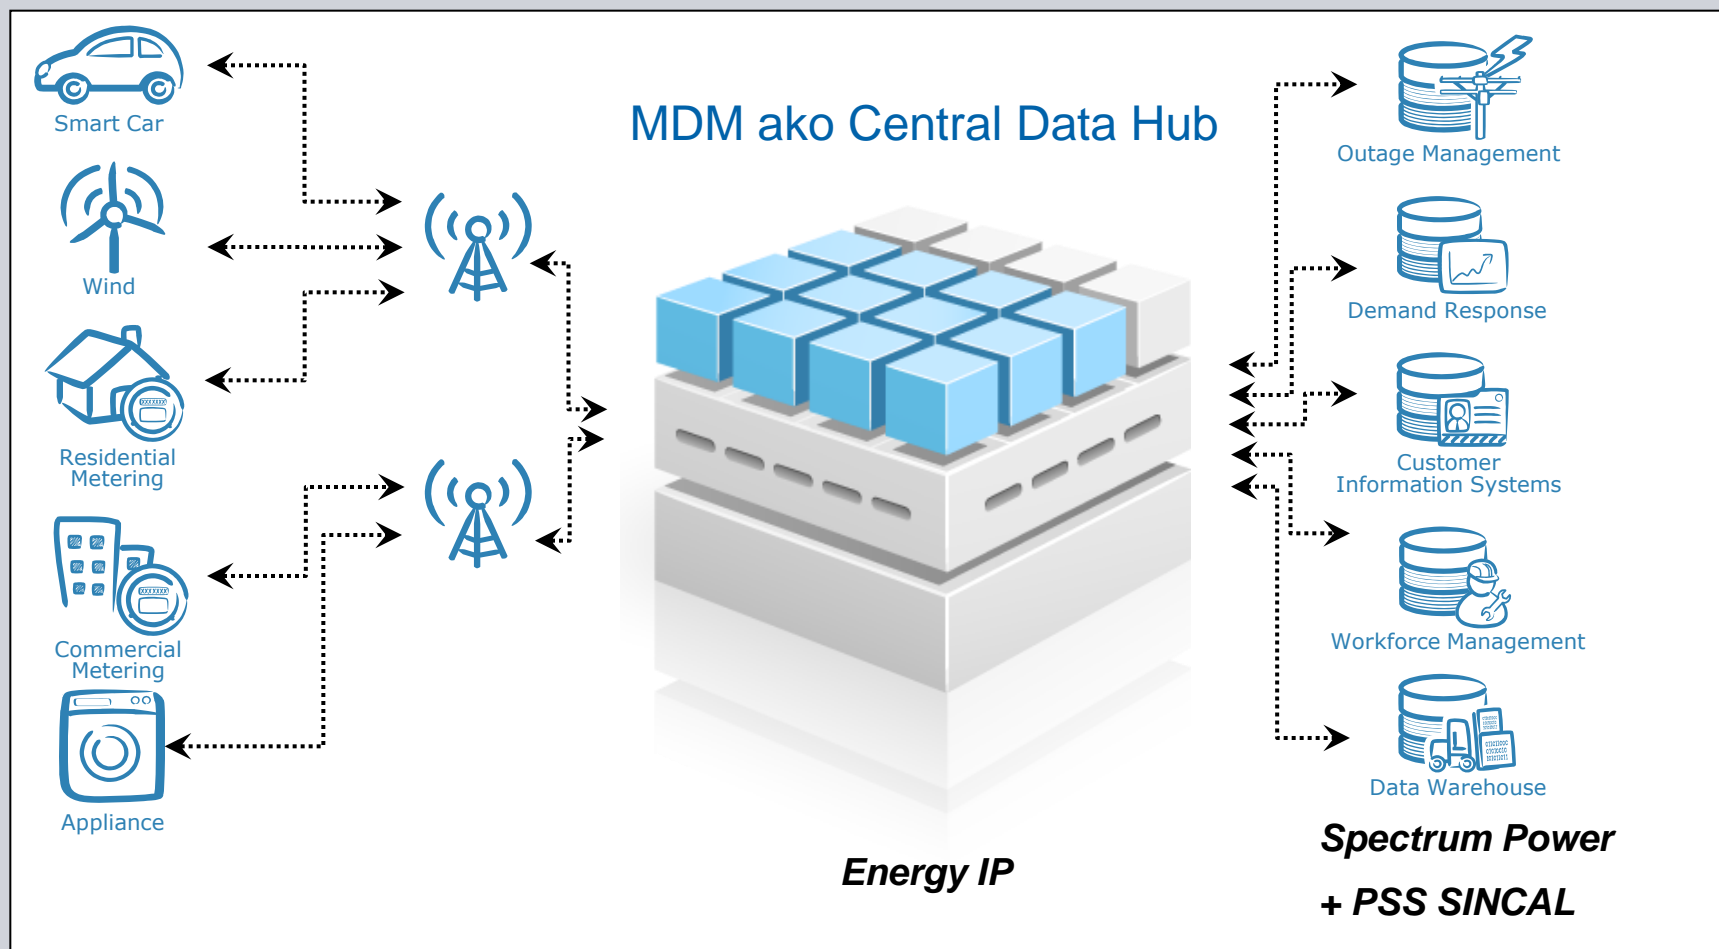 Smart Car
Wind
Residential
Metering
Commercial
Metering
Appliance
MDM ako Central Data Hub
Energy IP
Outage Management
Demand Response
Customer
Information Systems
Workforce Management
Data Warehouse
Spectrum Power
+ PSS SINCAL